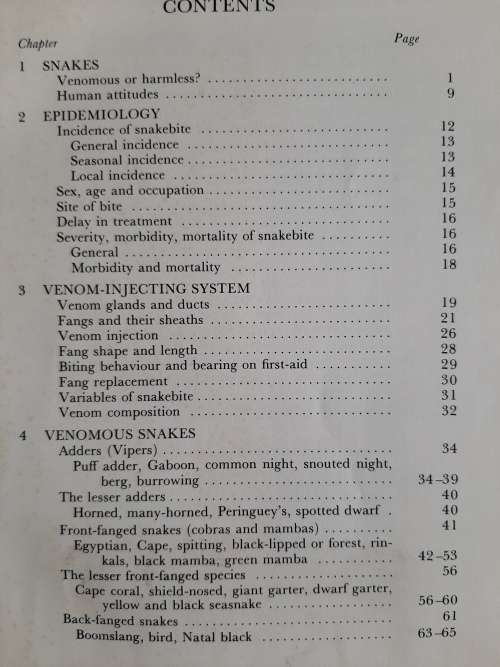 CONTENTS
Chapter Page
1 SNAKES
Venomous or harmless? . . . . . . . . . . . . . . . . . . . . . . . . . . . 1
Human attitudes . . . . . . . . . . . . . . . . . . . . . . . . . . . . . . . . . 9
2 EPIDEMIOLOGY
Incidence of snakebite . . . . . . . . . . . . . . . . . . . . . . . . . . . . 12
General incidence . . . . . . . . . . . . . . . . . . . . . . . . . . . . . . 13
Seasonal incidence . . . . . . . . . . . . . . . . . . . . . . . . . . . . . . 13
Local incidence . . . . . . . . . . . . . . . . . . . . . . . . . . . . . . . . 14
Sex, age and occupation . . . . . . . . . . . . . . . . . . . . . . . . . . . 15
Site of bite . . . . . . . . . . . . . . . . . . . . . . . . . . . . . . . . . . . . . . 15
Delay in treatment . . . . . . . . . . . . . . . . . . . . . . . . . . . . . . . 16
Severity, morbidity, mortality of snakebite . . . . . . . . . . 16
General . . . . . . . . . . . . . . . . . . . . . . . . . . . . . . . . . . . . . . . 16
Morbidity and mortality . . . . . . . . . . . . . . . . . . . . . . . . 18
3 VENOM-INJECTING SYSTEM
Venom glands and ducts . . . . . . . . . . . . . . . . . . . . . . . . . . 19
Fangs and their sheaths . . . . . . . . . . . . . . . . . . . . . . . . . . . 21
Venom injection . . . . . . . . . . . . . . . . . . . . . . . . . . . . . . . . . 26
Fang shape and length . . . . . . . . . . . . . . . . . . . . . . . . . . . . 28
Biting behaviour and bearing on first-aid . . . . . . . . . . . 29
Fang replacement . . . . . . . . . . . . . . . . . . . . . . . . . . . . . . . . 30
Variables of snakebite . . . . . . . . . . . . . . . . . . . . . . . . . . . . . 31
Venom composition . . . . . . . . . . . . . . . . . . . . . . . . . . . . . . 32
4 VENOMOUS SNAKES
Adders (Vipers) . . . . . . . . . . . . . . . . . . . . . . . . . . . . . . . . . . 34
Puff adder, Gaboon, common night, snouted night,
berg, burrowing . . . . . . . . . . . . . . . . . . . . . . . . . . . . 34–39
The lesser adders . . . . . . . . . . . . . . . . . . . . . . . . . . . . . . . . . 40
Horned, many-horned, Peringuey's, spotted dwarf . 40
Front-fanged snakes (cobras and mambas) . . . . . . . . . . 41
Egyptian, Cape, spitting, black-lipped or forest, rin-
kals, black mamba, green mamba . . . . . . . . . . . 42–53
The lesser front-fanged species . . . . . . . . . . . . . . . . . . . . 56
Cape coral, shield-nosed, giant garter, dwarf garter,
yellow and black seasnake . . . . . . . . . . . . . . . . . . 56–60
Back-fanged snakes . . . . . . . . . . . . . . . . . . . . . . . . . . . . . . 61
Boomslang, bird, Natal black . . . . . . . . . . . . . . . . . . . 63–65